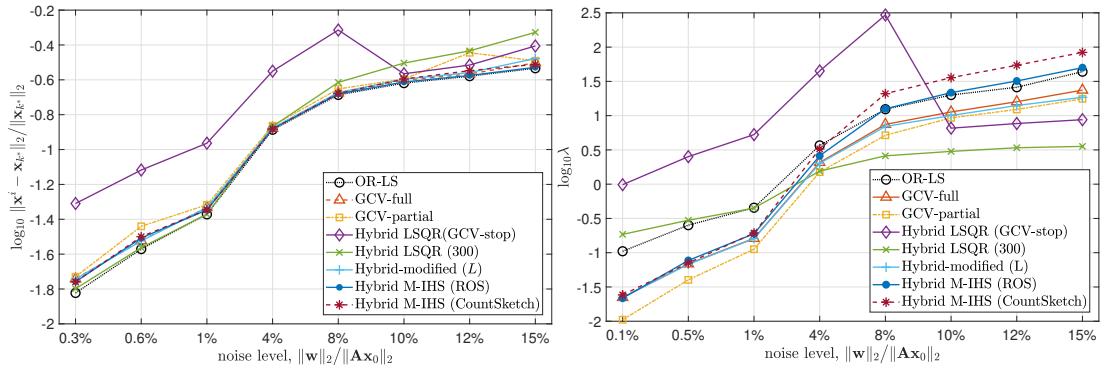 -0.2
-0.4
-0.6
-0.8
-1
-1.2
-1.4
-1.6
-1.8
-2
log₁₀ ‖xⁱ − xₖ*‖₂/‖xₖ*‖₂
OR-LS
GCV-full
GCV-partial
Hybrid LSQR(GCV-stop)
Hybrid LSQR (300)
Hybrid-modified (L)
Hybrid M-IHS (ROS)
Hybrid M-IHS (CountSketch)
0.3% 0.6% 1% 4% 8% 10% 12% 15%
noise level, ‖w‖₂/‖Ax₀‖₂
2.5
2
1.5
1
0.5
0
-0.5
-1
-1.5
-2
log₁₀λ
OR-LS
GCV-full
GCV-partial
Hybrid LSQR (GCV-stop)
Hybrid LSQR (300)
Hybrid-modified (L)
Hybrid M-IHS (ROS)
Hybrid M-IHS (CountSketch)
0.1% 0.5% 1% 4% 8% 10% 12% 15%
noise level, ‖w‖₂/‖Ax₀‖₂